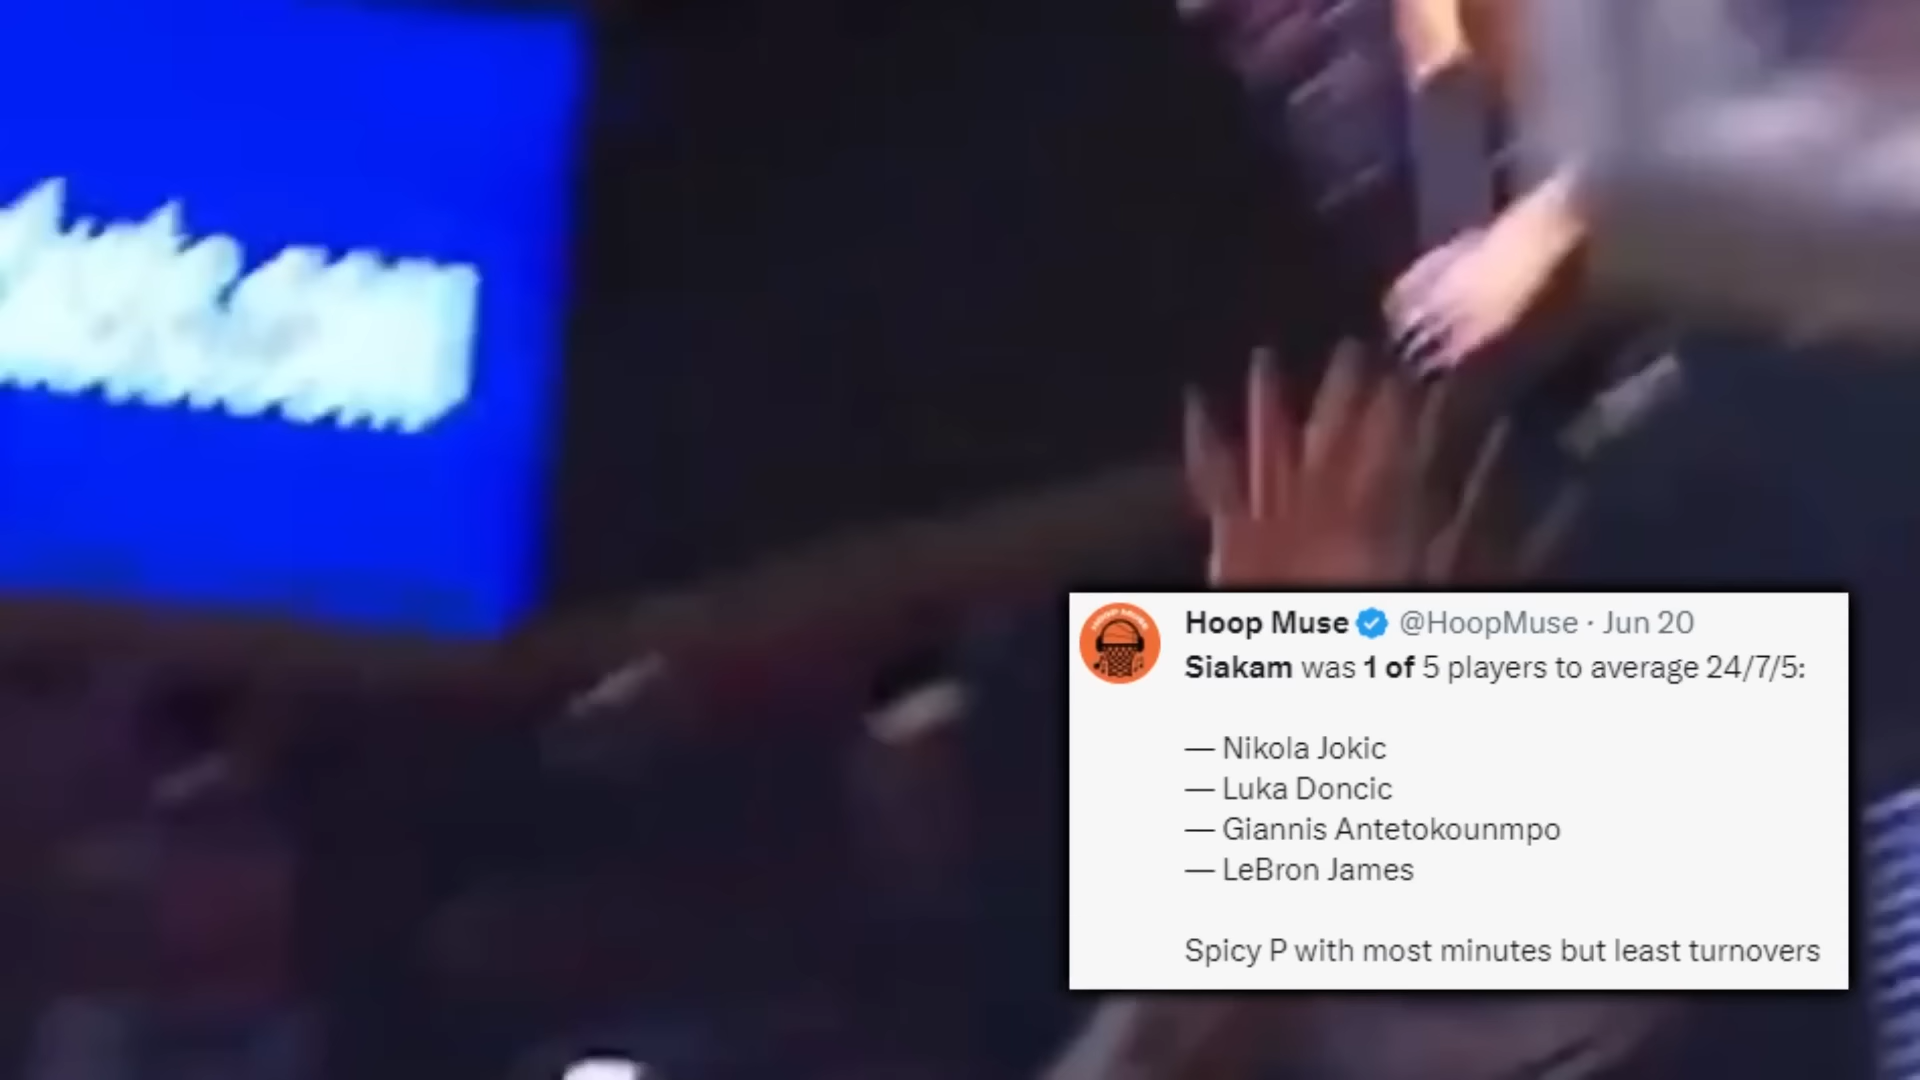 Hoop Muse @HoopMuse · Jun 20
Siakam was 1 of 5 players to average 24/7/5:
— Nikola Jokic
— Luka Doncic
— Giannis Antetokounmpo
— LeBron James
Spicy P with most minutes but least turnovers